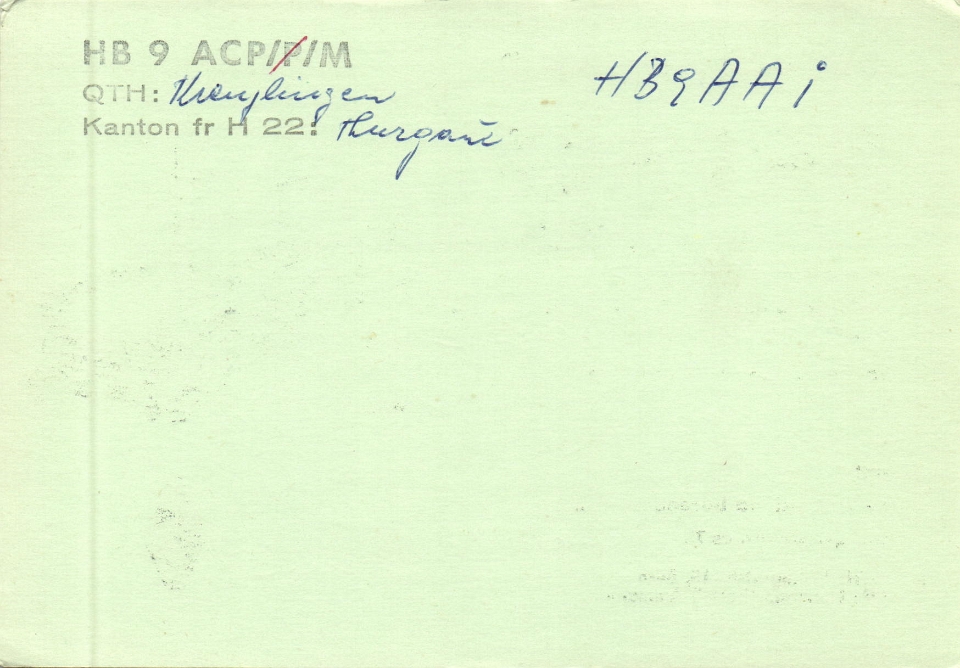 HB 9 ACP/P/M
HB9AAi
QTH: Kreuzlingen
Kanton fr H 22: Thurgau